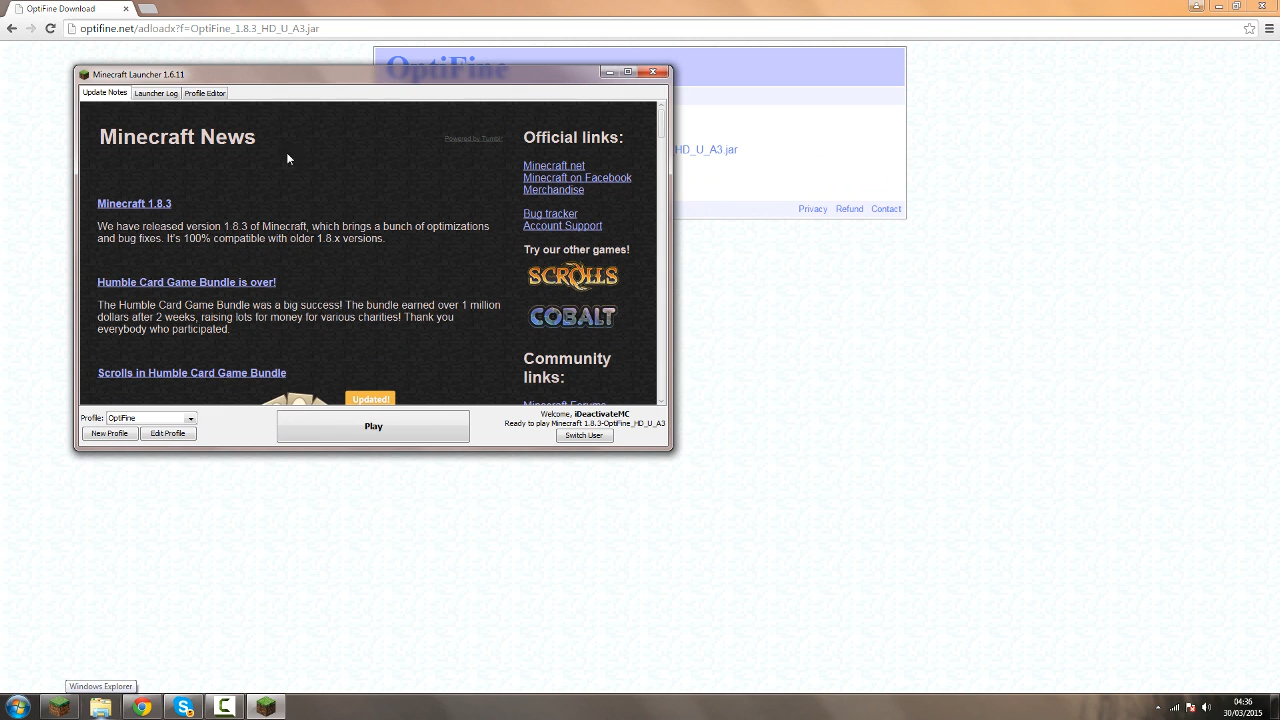 OptiFine Download
optifine.net/adloadx?f=OptiFine_1.8.3_HD_U_A3.jar
OptiFine
Minecraft Launcher 1.6.11
Update Notes
Launcher Log
Profile Editor
Minecraft News
Powered by Tumblr
Official links:
Minecraft.net
Minecraft on Facebook
Merchandise
Bug tracker
Account Support
Try our other games!
SCROLLS
COBALT
Community
links:
Minecraft Forums
Minecraft 1.8.3
We have released version 1.8.3 of Minecraft, which brings a bunch of optimizations
and bug fixes. It's 100% compatible with older 1.8.x versions.
Humble Card Game Bundle is over!
The Humble Card Game Bundle was a big success! The bundle earned over 1 million
dollars after 2 weeks, raising lots for money for various charities! Thank you
everybody who participated.
Scrolls in Humble Card Game Bundle
Updated!
HD_U_A3.jar
Privacy
Refund
Contact
Profile: OptiFine
New Profile
Edit Profile
Play
Welcome, iDeactivateMC
Ready to play Minecraft 1.8.3-OptiFine_HD_U_A3
Switch User
Windows Explorer
04:36
30/03/2015